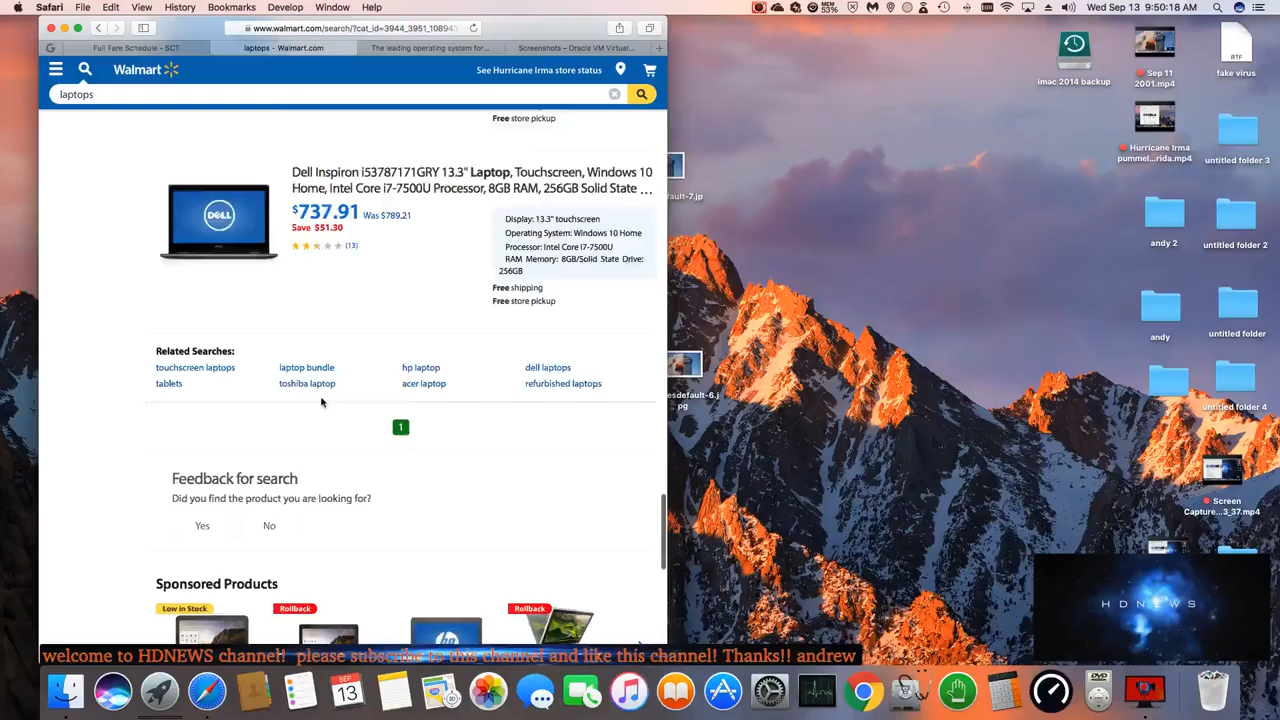 Safari File Edit View History Bookmarks Develop Window Help
MEM 53% Wed Sep 13 9:50:18 AM
www.walmart.com/search/?cat_id=3944_3951_108943
Full Fare Schedule - SCT
laptops - Walmart.com
The leading operating system for...
Screenshots – Oracle VM Virtual...
Walmart
See Hurricane Irma store status
laptops
Free store pickup
Dell Inspiron i53787171GRY 13.3" Laptop, Touchscreen, Windows 10
Home, Intel Core i7-7500U Processor, 8GB RAM, 256GB Solid State ...
$737.91 Was $789.21
Save $51.30
(13)
Display: 13.3" touchscreen
Operating System: Windows 10 Home
Processor: Intel Core I7-7500U
RAM Memory: 8GB/Solid State Drive:
256GB
Free shipping
Free store pickup
DELL
Related Searches:
touchscreen laptops laptop bundle hp laptop dell laptops
tablets toshiba laptop acer laptop refurbished laptops
1
Feedback for search
Did you find the product you are looking for?
Yes No
Sponsored Products
Low in Stock
Rollback
Rollback
hp
imac 2014 backup
Sep 11
2001.mp4
RTF
fake virus
Hurricane Irma
pummel...rida.mp4
untitled folder 3
andy 2
untitled folder 2
andy
untitled folder
untitled folder 4
Screen
Capture...3_37.mp4
HDNEWS
welcome to HDNEWS channel! please subscribe to this channel and like this channel! Thanks!! andrew
SEP
13
DVD